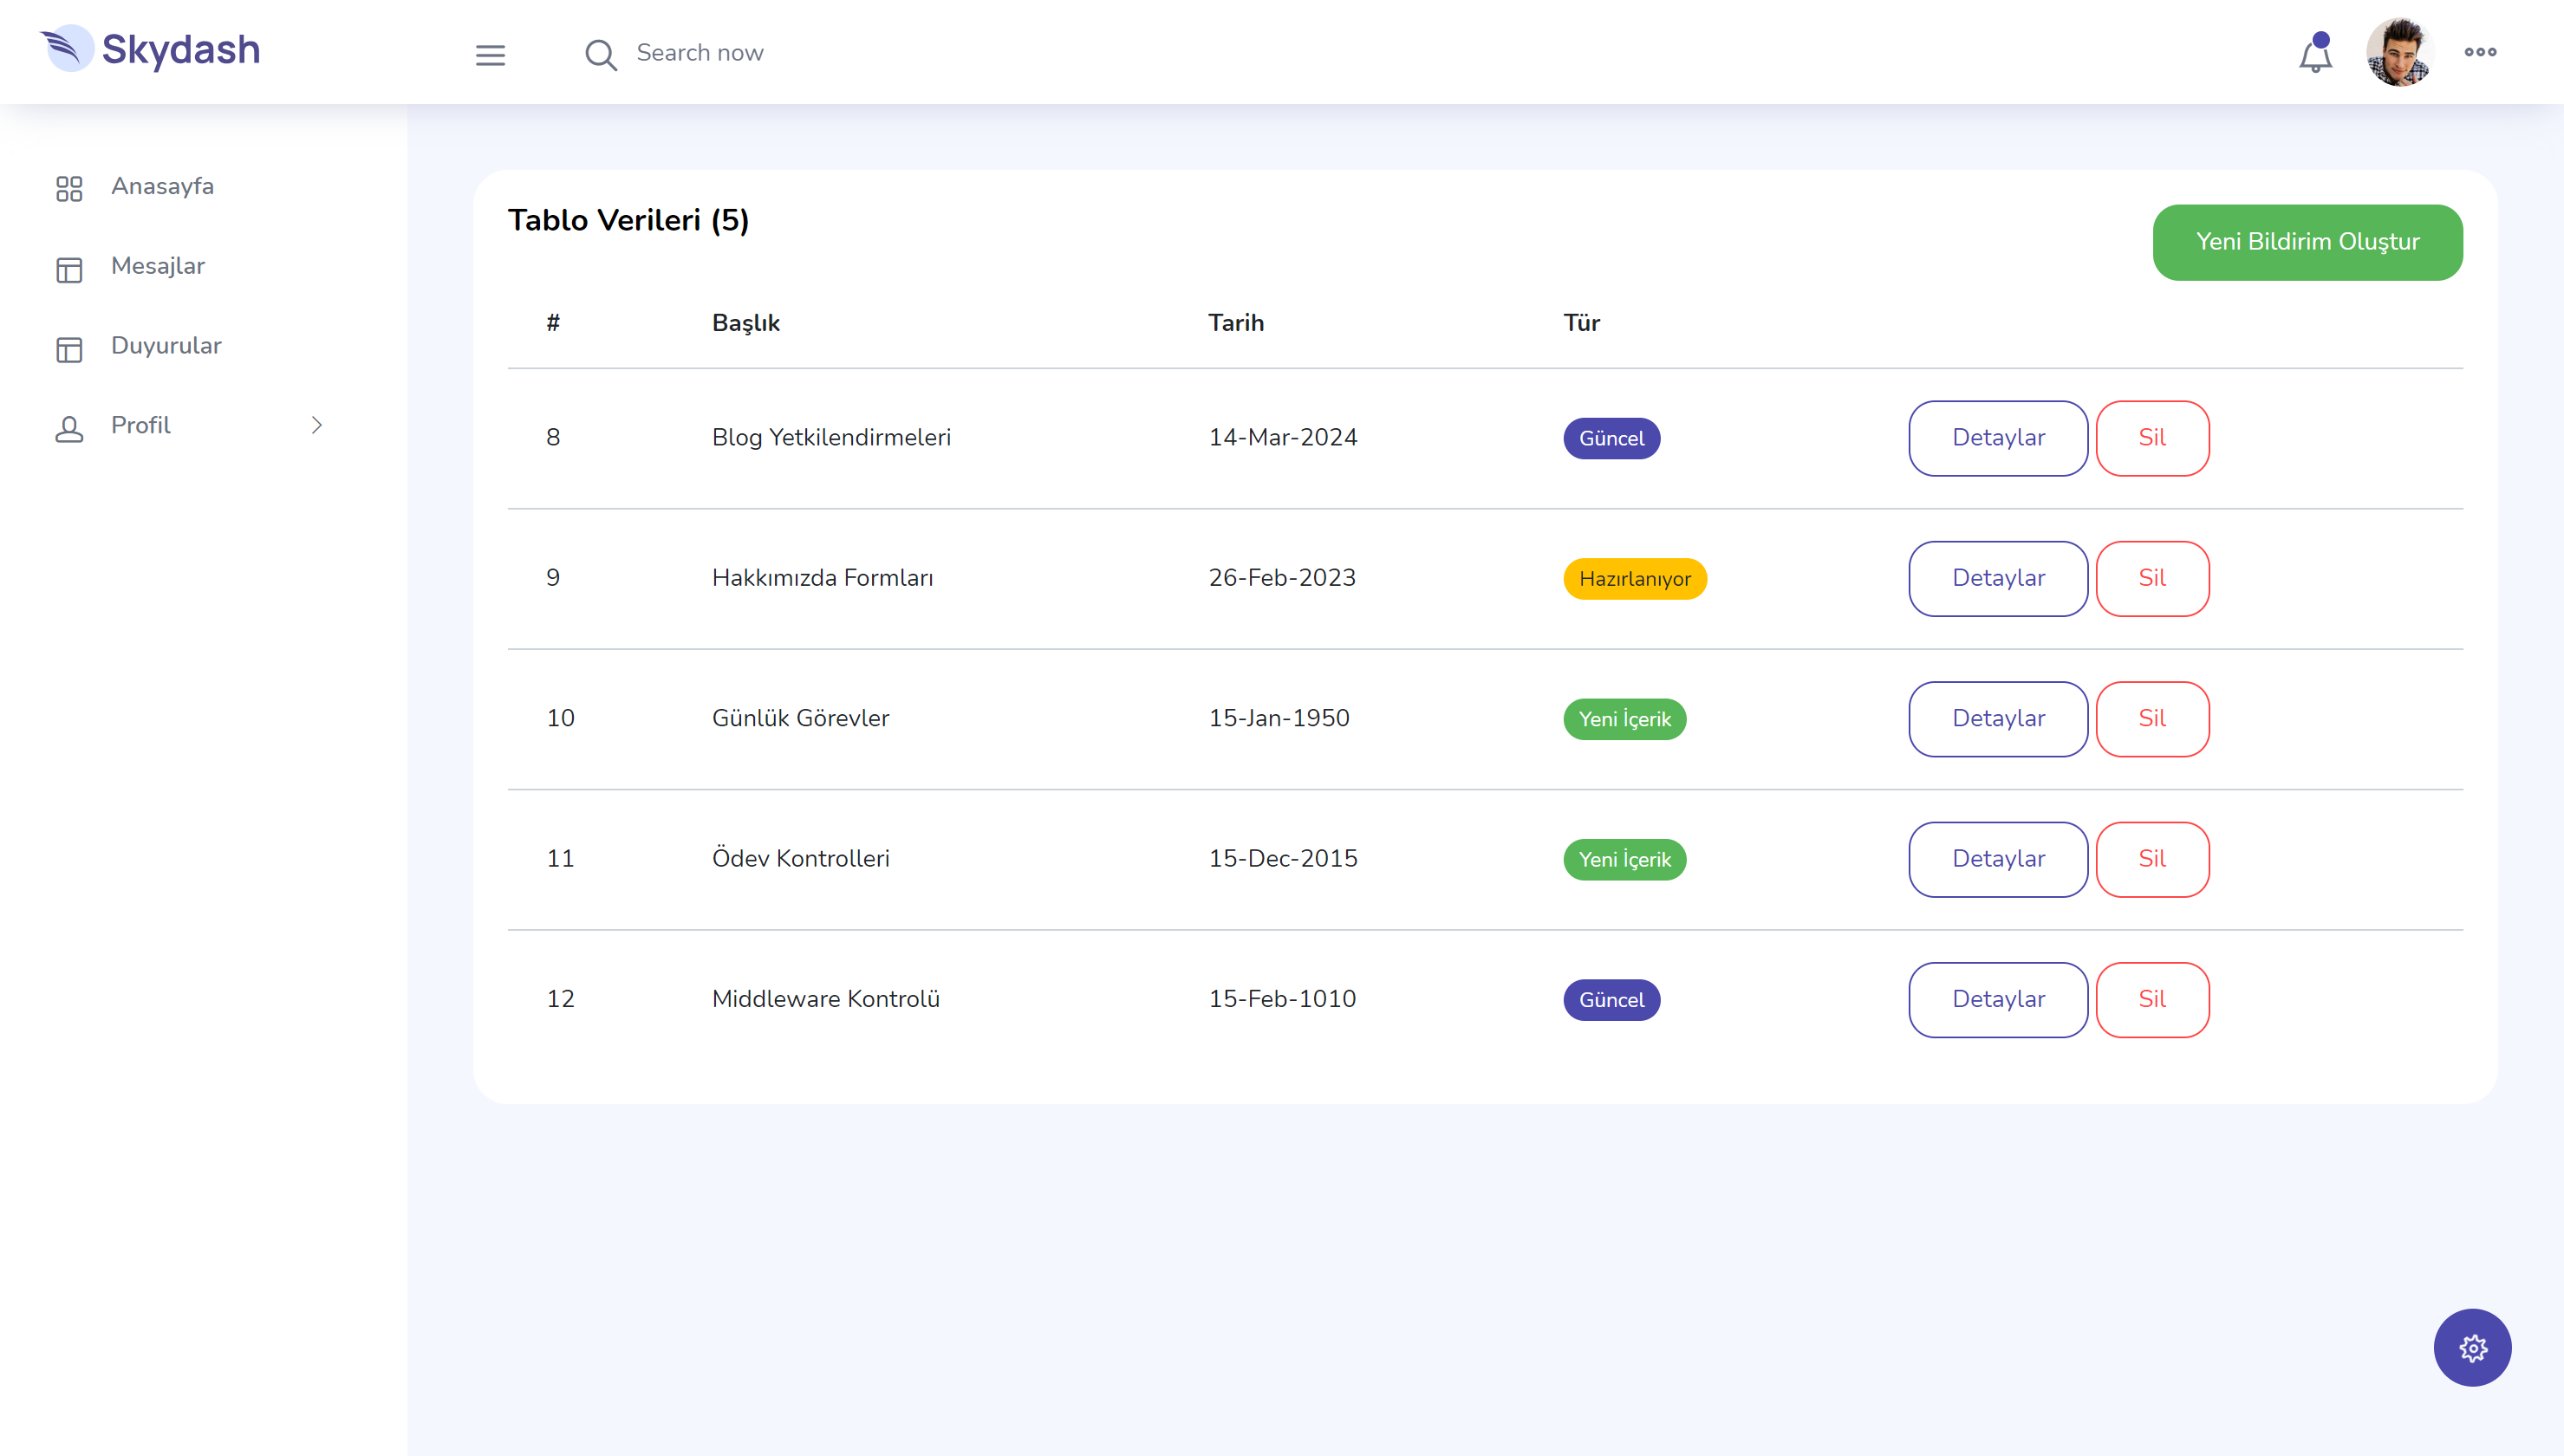 Skydash
Search now
Anasayfa
Mesajlar
Duyurular
Profil
Tablo Verileri (5)
Yeni Bildirim Oluştur
# Başlık Tarih Tür
8 Blog Yetkilendirmeleri 14-Mar-2024 Güncel Detaylar Sil
9 Hakkımızda Formları 26-Feb-2023 Hazırlanıyor Detaylar Sil
10 Günlük Görevler 15-Jan-1950 Yeni İçerik Detaylar Sil
11 Ödev Kontrolleri 15-Dec-2015 Yeni İçerik Detaylar Sil
12 Middleware Kontrolü 15-Feb-1010 Güncel Detaylar Sil